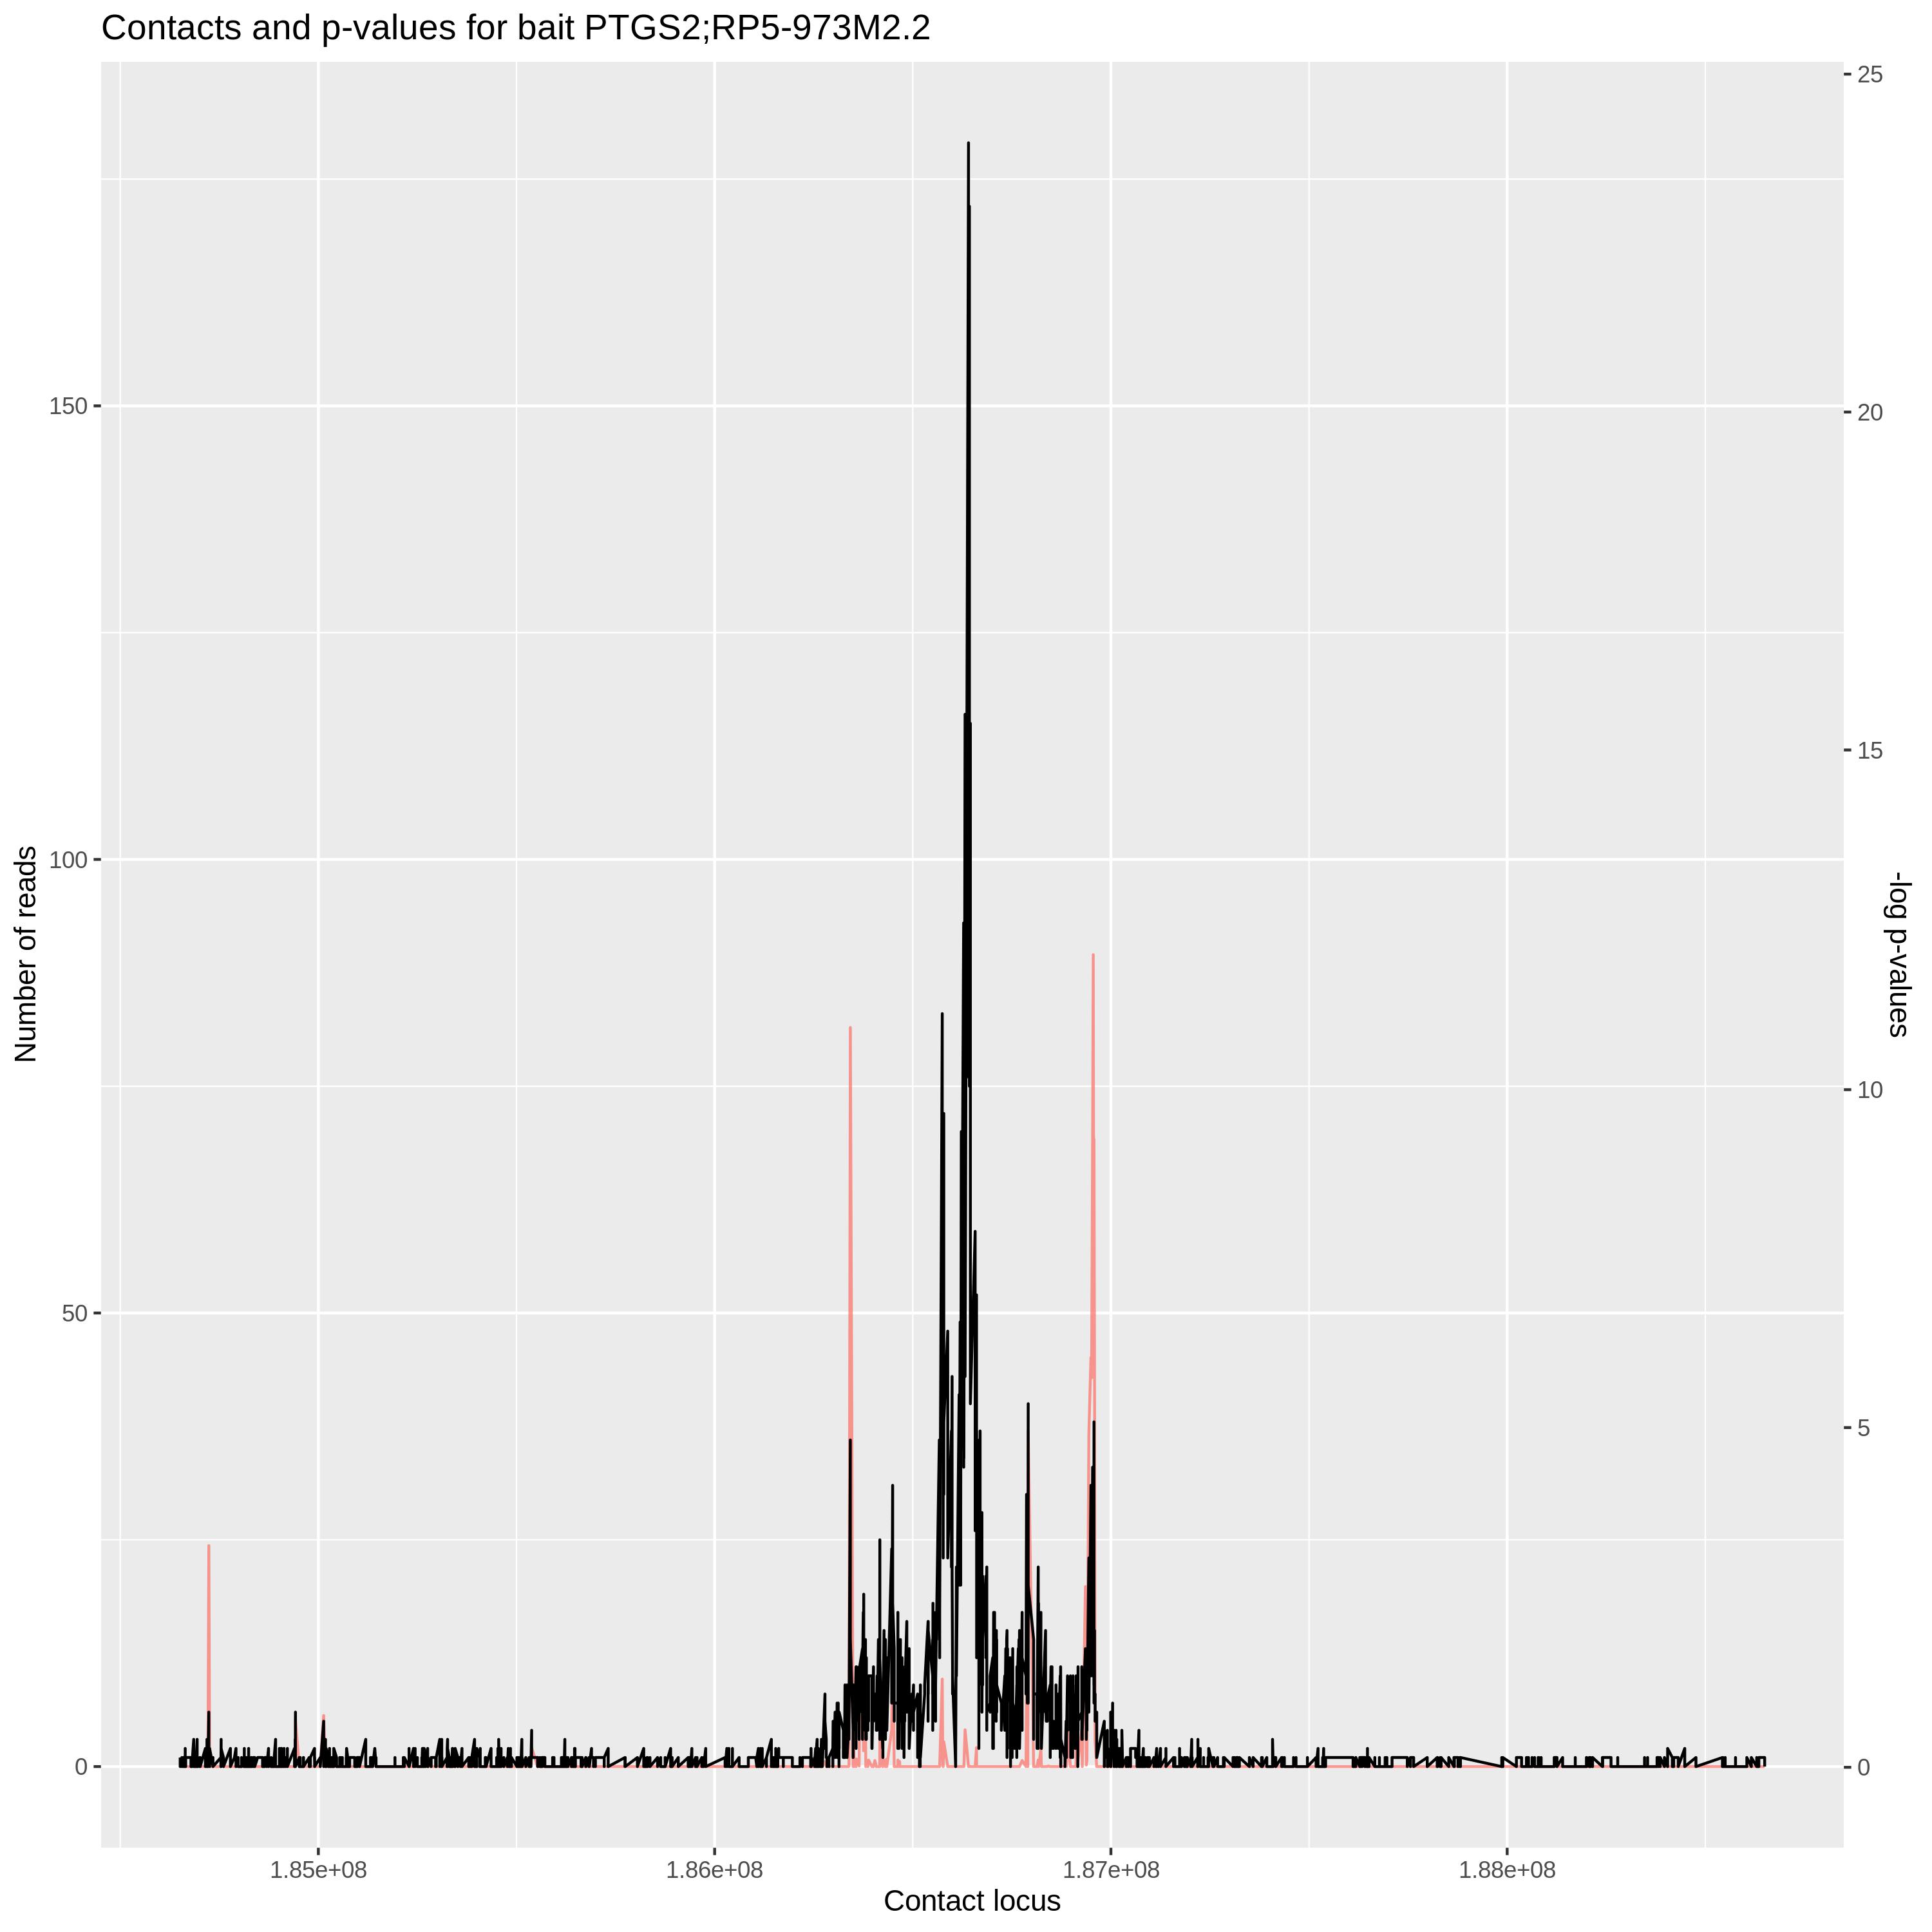 Contacts and p-values for bait PTGS2;RP5-973M2.2
Number of reads
150
100
50
0
25
20
15
10
5
0
-log p-values
1.85e+08 1.86e+08 1.87e+08 1.88e+08
Contact locus